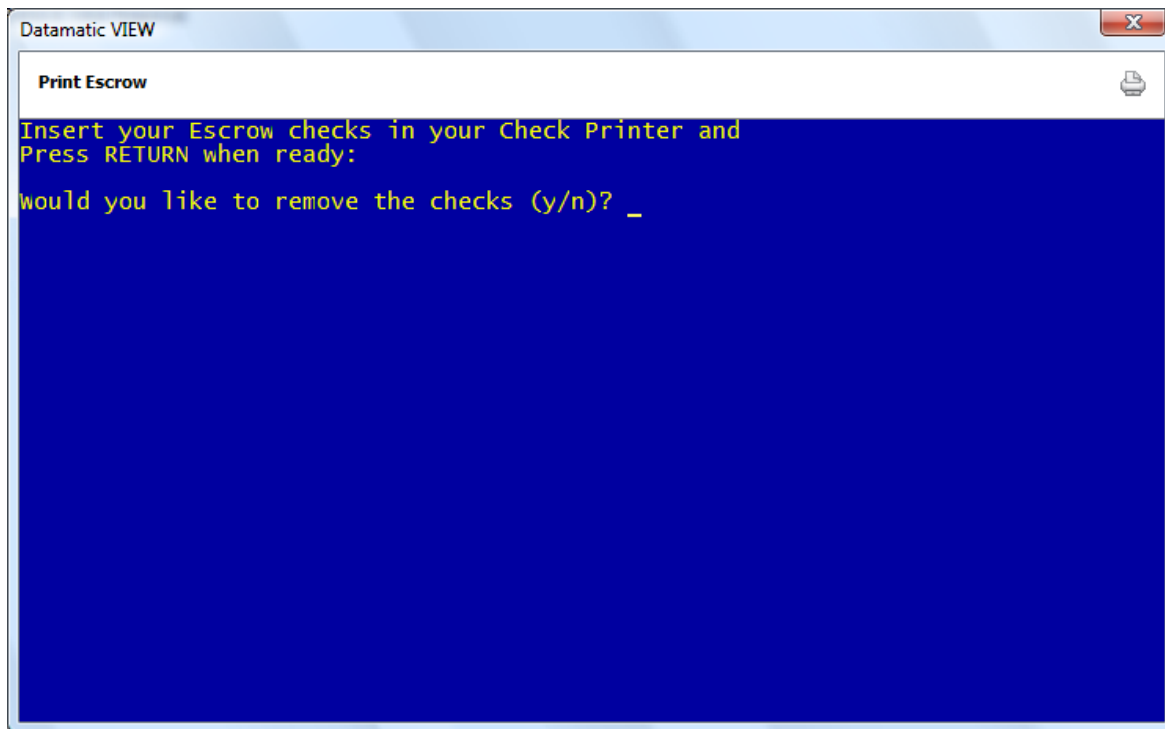 Datamatic VIEW
Print Escrow
Insert your Escrow checks in your Check Printer and
Press RETURN when ready:
Would you like to remove the checks (y/n)? _